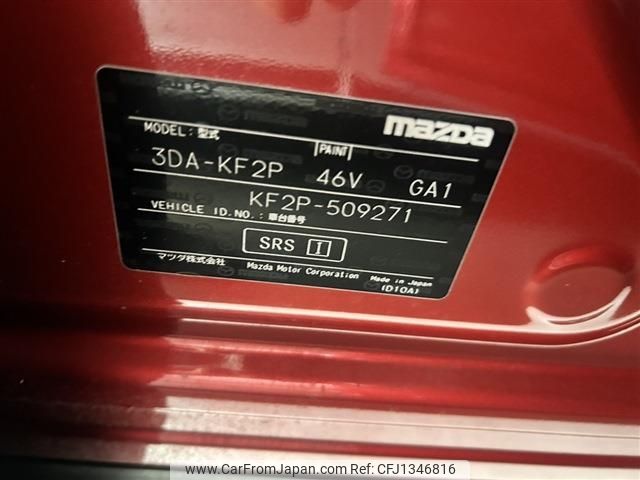 mazda
MODEL:型式
PAINT
3DA-KF2P 46V GA1
KF2P-509271
VEHICLE ID.NO.:車台番号
SRS I
マツダ株式会社 Mazda Motor Corporation Made in Japan
(D10A)
www.CarFromJapan.com - CFJ1346816